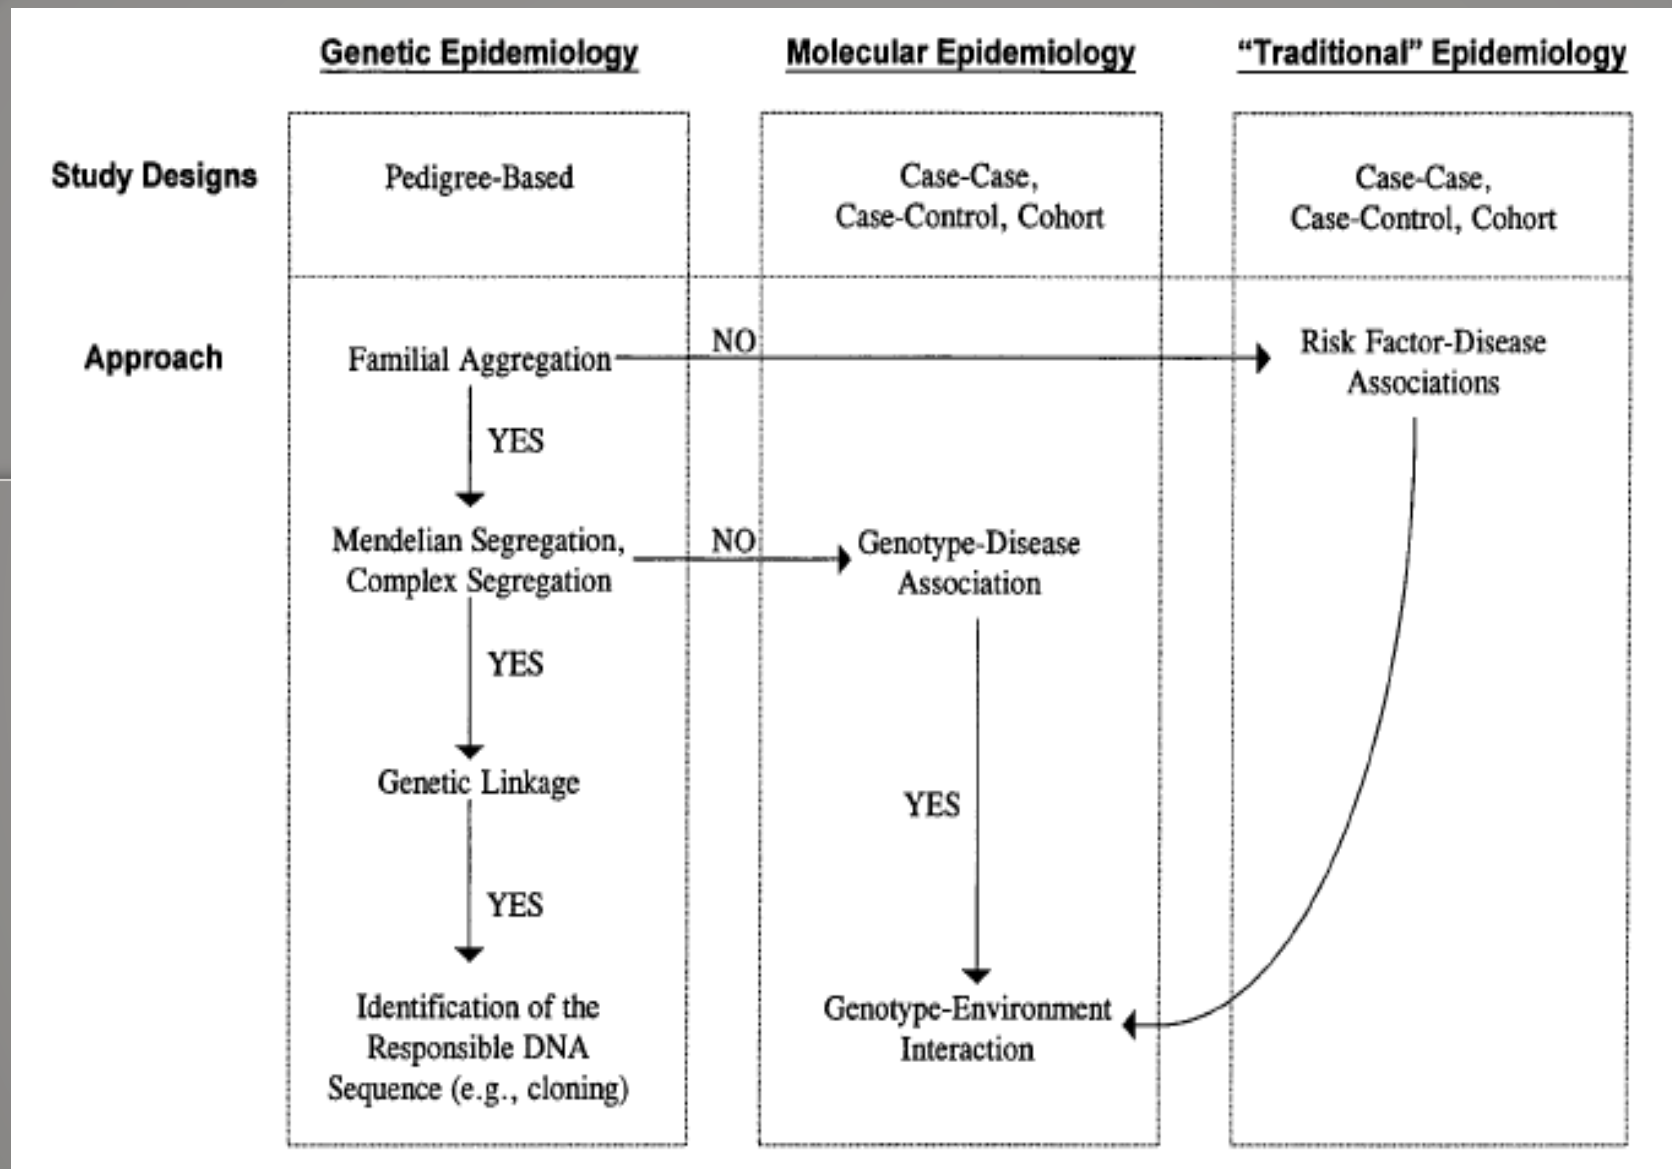 Genetic Epidemiology
Molecular Epidemiology
“Traditional” Epidemiology
Study Designs
Pedigree-Based
Case-Case,
Case-Control, Cohort
Case-Case,
Case-Control, Cohort
Approach
Familial Aggregation
NO
Risk Factor-Disease
Associations
YES
Mendelian Segregation,
Complex Segregation
NO
Genotype-Disease
Association
YES
Genetic Linkage
YES
YES
Identification of the
Responsible DNA
Sequence (e.g., cloning)
Genotype-Environment
Interaction